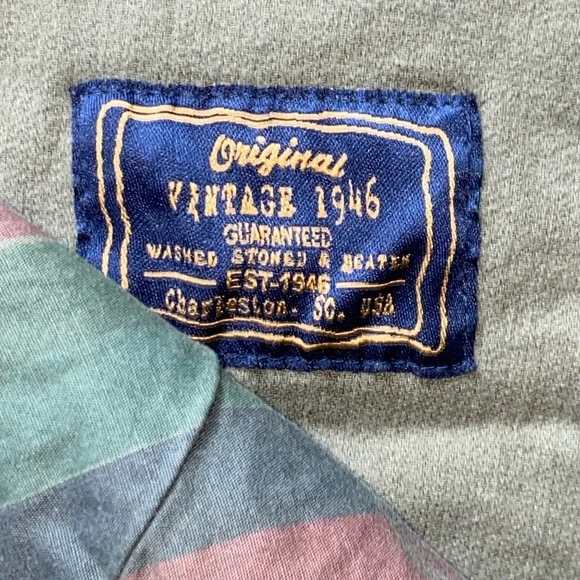 Original
VINTAGE 1946
GUARANTEED
WASHED STONED & BEATEN
EST-1946
Charleston. SC. USA